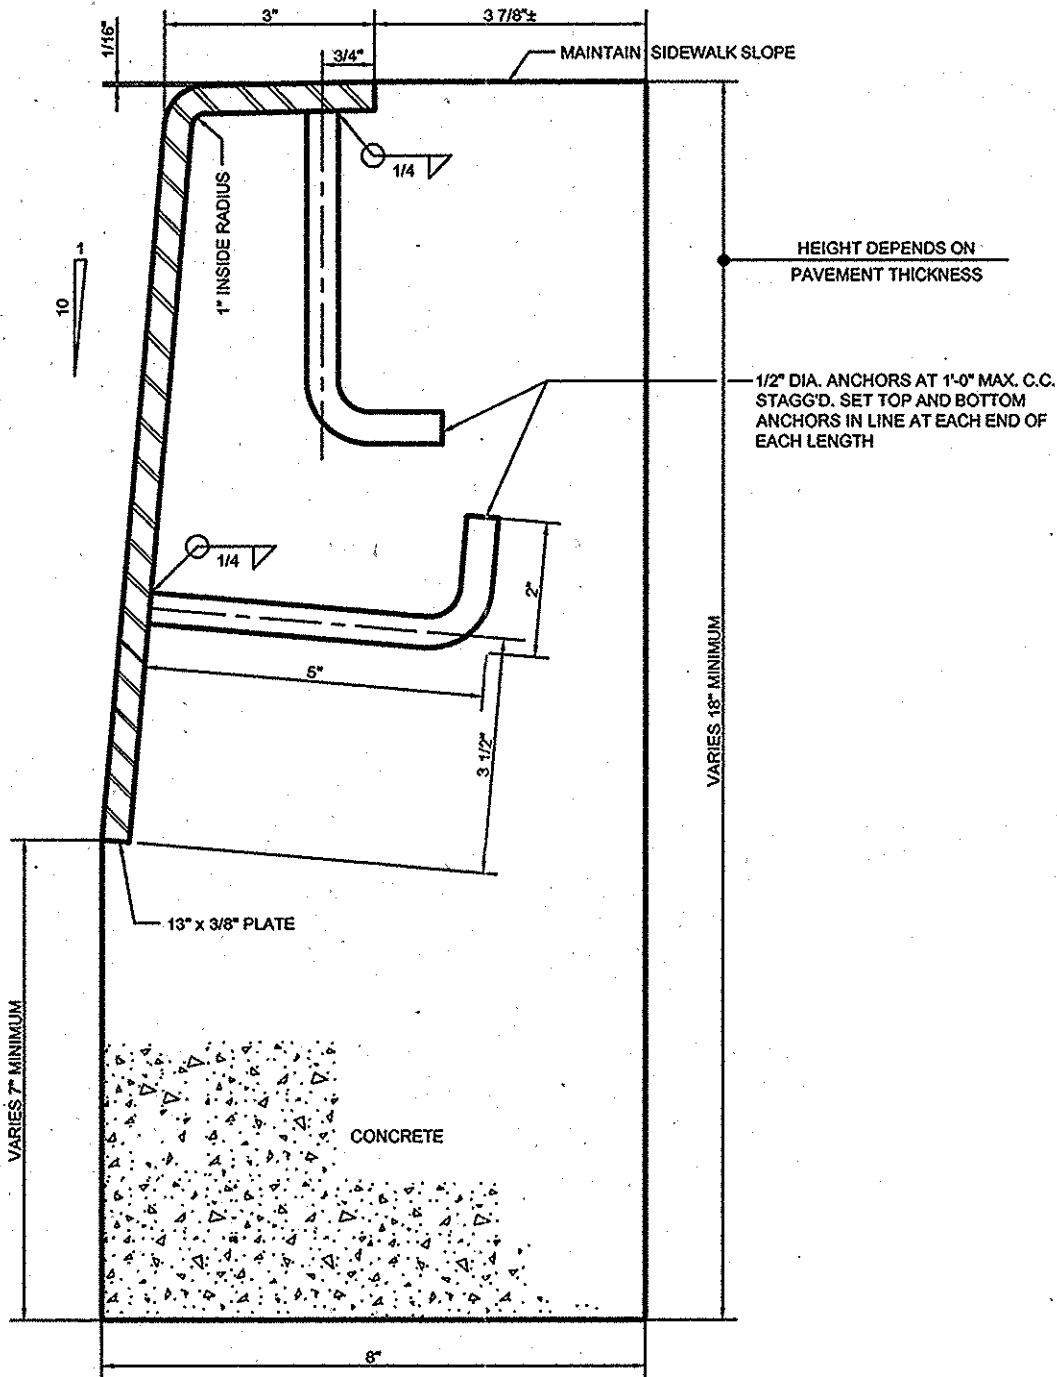 3"
3 7/8"±
1/16"
3/4"
MAINTAIN SIDEWALK SLOPE
1/4
1" INSIDE RADIUS
1
10
HEIGHT DEPENDS ON
PAVEMENT THICKNESS
1/2" DIA. ANCHORS AT 1'-0" MAX. C.C.
STAGG'D. SET TOP AND BOTTOM
ANCHORS IN LINE AT EACH END OF
EACH LENGTH
1/4
2"
5"
3 1/2"
VARIES 18" MINIMUM
13" x 3/8" PLATE
VARIES 7" MINIMUM
CONCRETE
8"